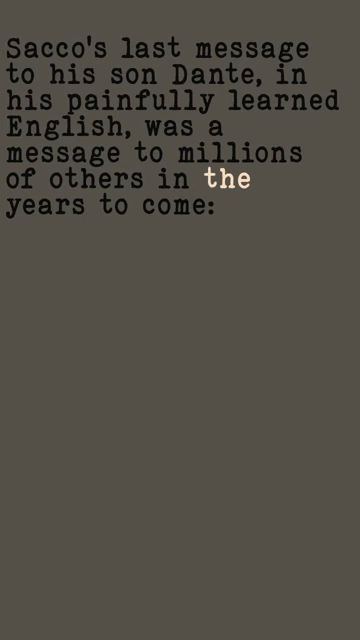 Sacco's last message
to his son Dante, in
his painfully learned
English, was a
message to millions
of others in the
years to come: